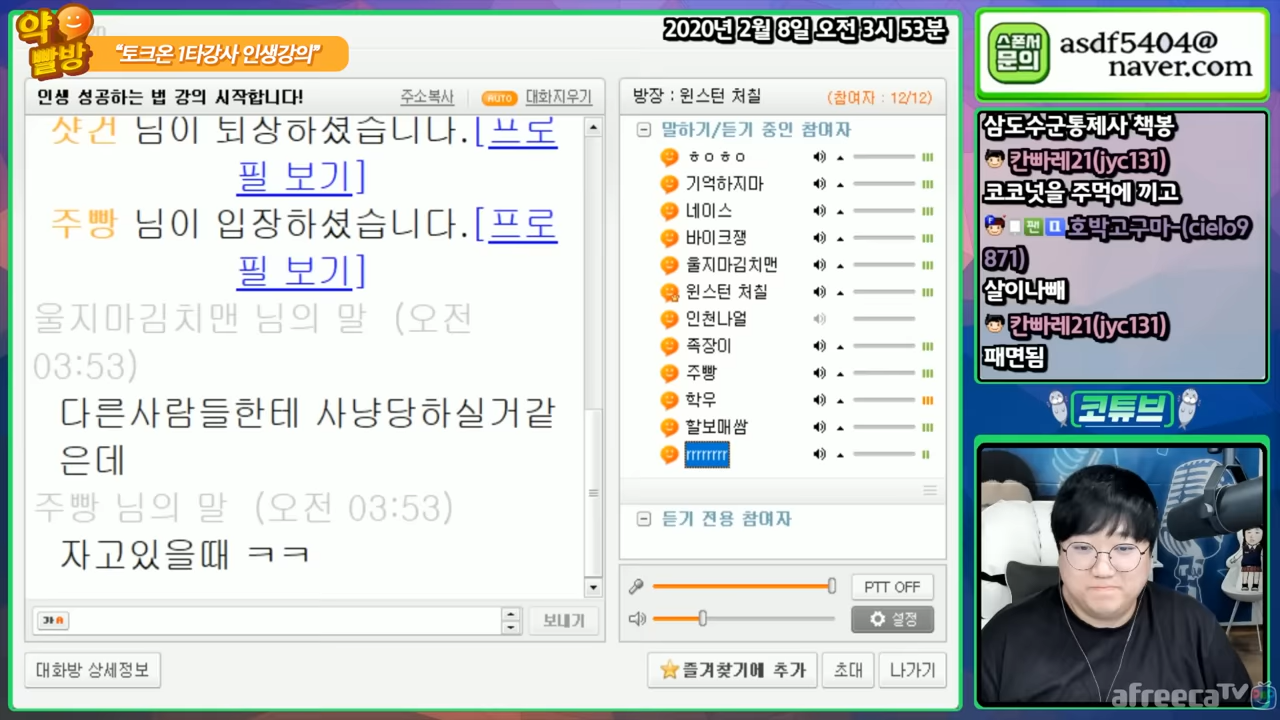 약빨방
“토크온 1타강사 인생강의”
2020년 2월 8일 오전 3시 53분
인생 성공하는 법 강의 시작합니다!
주소복사
AUTO 대화지우기
샷건 님이 퇴장하셨습니다.[프로
필 보기]
주빵 님이 입장하셨습니다.[프로
필 보기]
울지마김치맨 님의 말 (오전
03:53)
다른사람들한테 사냥당하실거같
은데
주빵 님의 말 (오전 03:53)
자고있을때 ㅋㅋ
가
보내기
대화방 상세정보
방장 : 윈스턴 처칠
(참여자 : 12/12)
말하기/듣기 중인 참여자
ㅎㅇㅎㅇ
기억하지마
네이스
바이크쟁
울지마김치맨
윈스턴 처칠
인천나얼
족장이
주빵
학우
할보매쌈
rrrrrrrr
듣기 전용 참여자
PTT OFF
설정
즐겨찾기에 추가
초대
나가기
스폰서
문의
asdf5404@
naver.com
삼도수군통제사 책봉
칸빠레21(jyc131)
코코넛을 주먹에 끼고
팬 호박고구마~(cielo9
871)
살이나빼
칸빠레21(jyc131)
패면됨
코튜브
afreecaTV